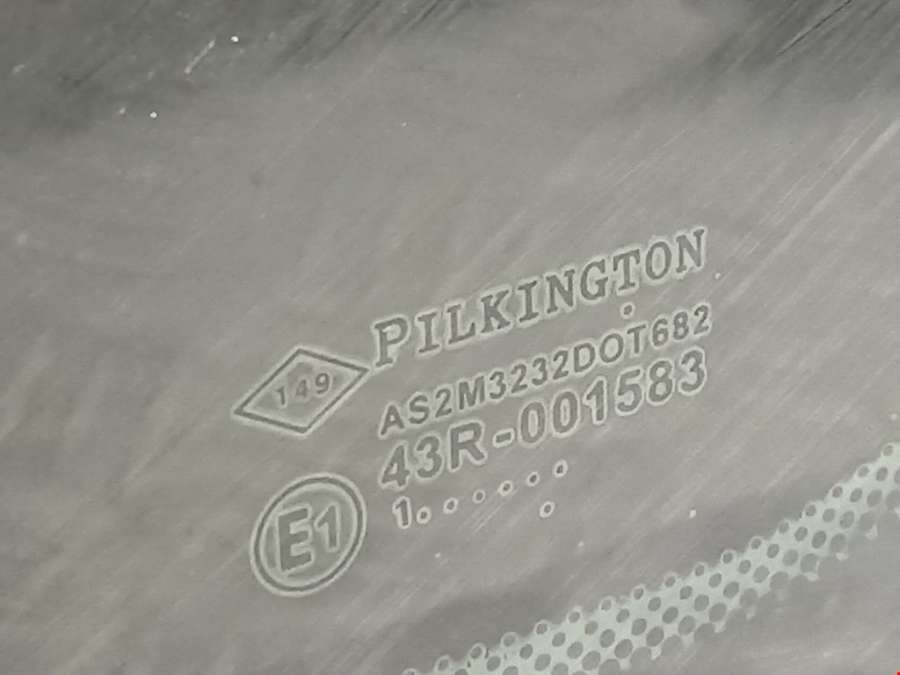 PILKINGTON
149
AS2M3232DOT682
43R-001583
1......
E1